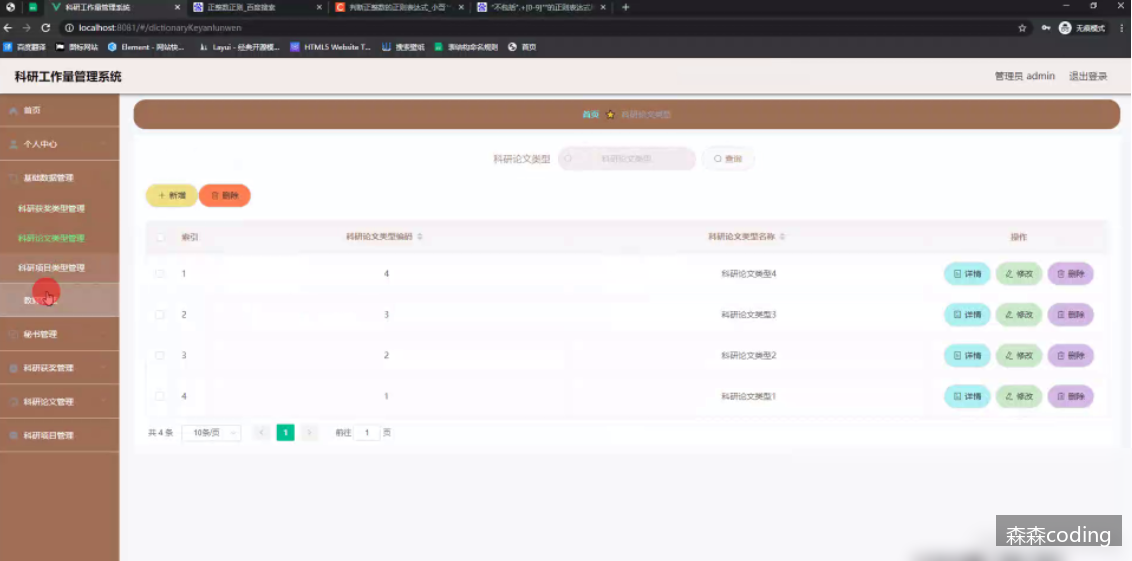 科研工作量管理系统
正整数正则_百度搜索
判断正整数的正则表达式_小百
"不包括",+[0-9]*"的正则表达式
localhost:8081/#/dictionaryKeyanlunwen
无痕模式
百度翻译
图标网站
Element - 网站快...
Layui - 经典开源模...
HTML5 Website T...
搜索壁纸
首页
科研工作量管理系统
管理员 admin
退出登录
首页
个人中心
基础数据管理
科研获奖类型管理
科研论文类型管理
科研项目类型管理
秘书管理
科研获奖管理
科研论文管理
科研项目管理
首页
科研论文类型
科研论文类型
科研论文类型
查询
+ 新增
删除
索引
科研论文类型编码
科研论文类型名称
操作
1
4
科研论文类型4
详情
修改
删除
2
3
科研论文类型3
详情
修改
删除
3
2
科研论文类型2
详情
修改
删除
4
1
科研论文类型1
详情
修改
删除
共 4 条
10条/页
1
前往 1 页
森森coding